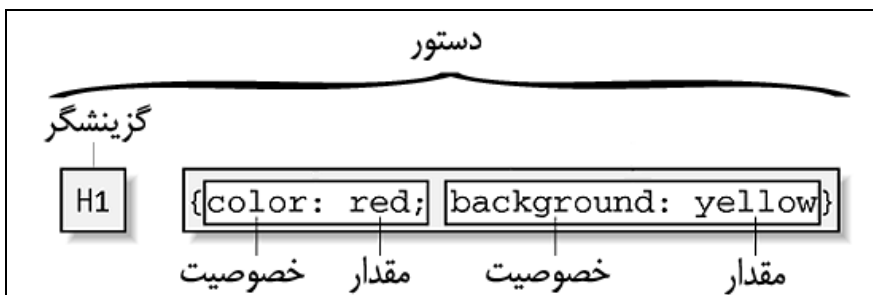 دستور
گزینشگر
H1 {color: red; background: yellow}
خصوصیت مقدار خصوصیت مقدار